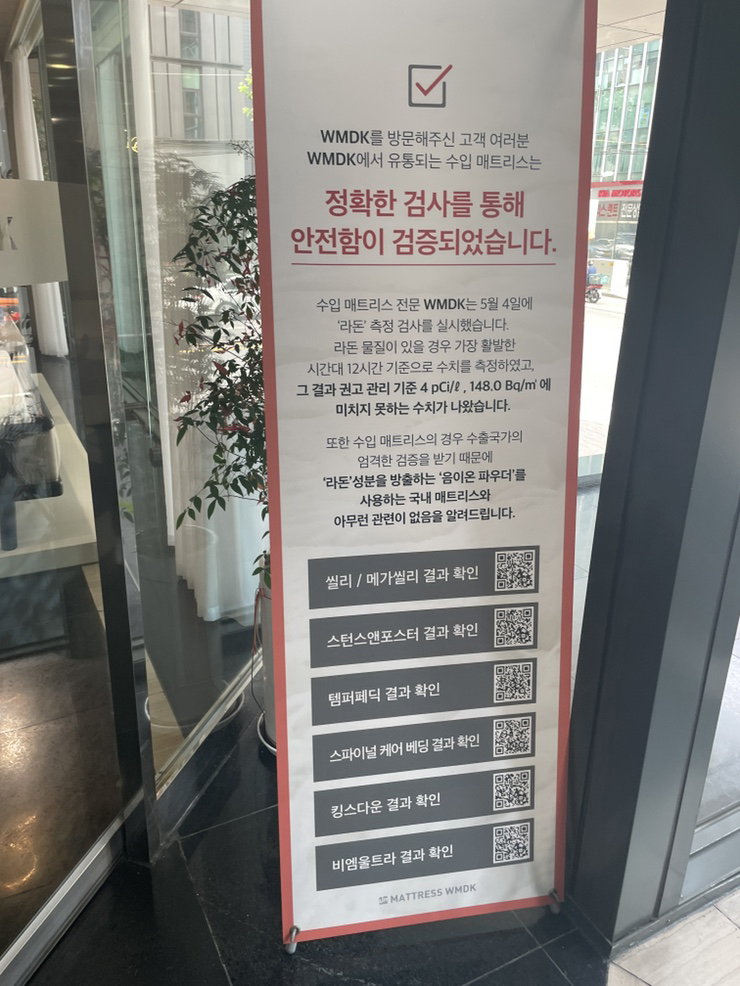 WMDK를 방문해주신 고객 여러분
WMDK에서 유통되는 수입 매트리스는
정확한 검사를 통해
안전함이 검증되었습니다.
수입 매트리스 전문 WMDK는 5월 4일에
'라돈' 측정 검사를 실시했습니다.
라돈 물질이 있을 경우 가장 활발한
시간대 12시간 기준으로 수치를 측정하였고,
그 결과 권고 관리 기준 4 pCi/ℓ , 148.0 Bq/㎥ 에
미치지 못하는 수치가 나왔습니다.
또한 수입 매트리스의 경우 수출국가의
엄격한 검증을 받기 때문에
'라돈'성분을 방출하는 '음이온 파우더'를
사용하는 국내 매트리스와
아무런 관련이 없음을 알려드립니다.
씰리 / 메가씰리 결과 확인
스턴스앤포스터 결과 확인
템퍼페딕 결과 확인
스파이널 케어 베딩 결과 확인
킹스다운 결과 확인
비엠울트라 결과 확인
MATTRESS WMDK